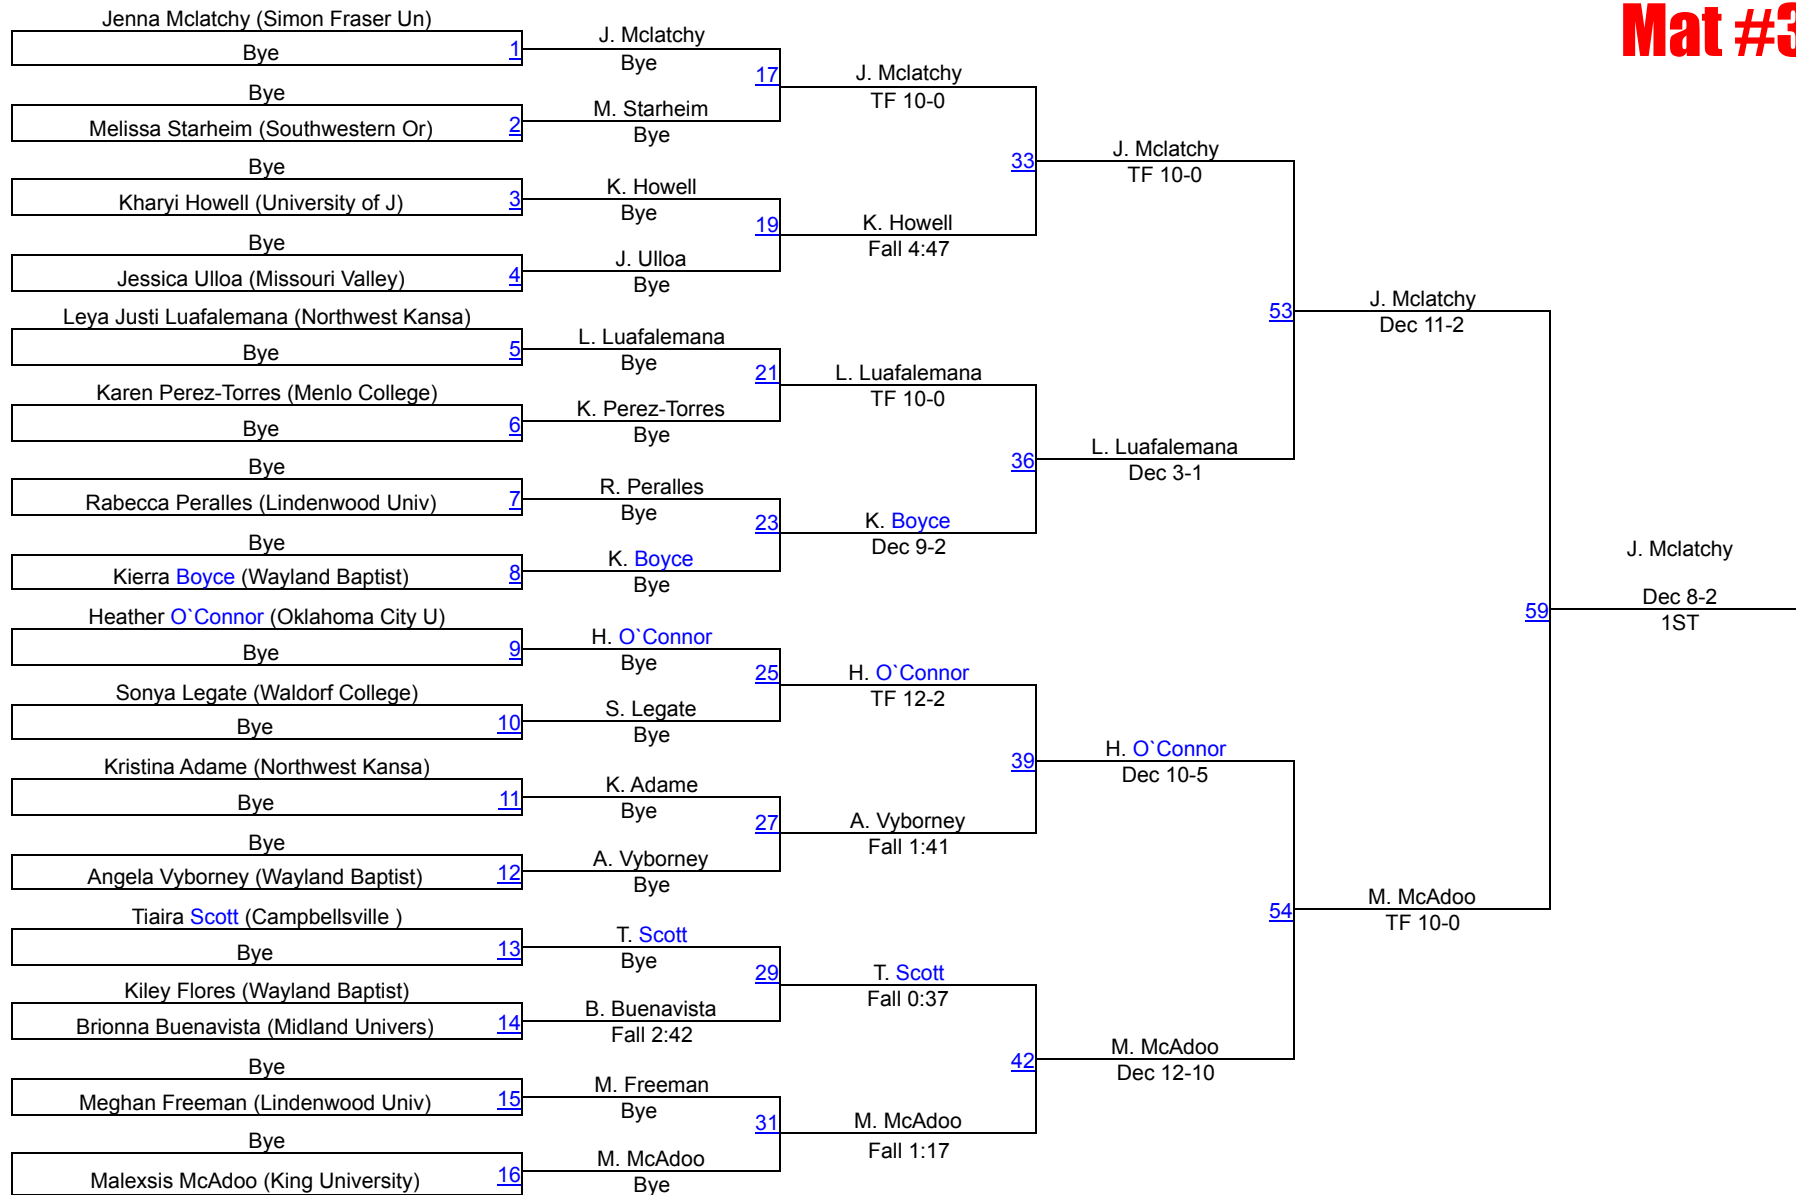 Mat #3
Jenna Mclatchy (Simon Fraser Un)
Bye
1
Bye
Melissa Starheim (Southwestern Or)
2
Bye
Kharyi Howell (University of J)
3
Bye
Jessica Ulloa (Missouri Valley)
4
Leya Justi Luafalemana (Northwest Kansa)
Bye
5
Karen Perez-Torres (Menlo College)
Bye
6
Bye
Rabecca Peralles (Lindenwood Univ)
7
Bye
Kierra Boyce (Wayland Baptist)
8
Heather O`Connor (Oklahoma City U)
Bye
9
Sonya Legate (Waldorf College)
Bye
10
Kristina Adame (Northwest Kansa)
Bye
11
Bye
Angela Vyborney (Wayland Baptist)
12
Tiaira Scott (Campbellsville )
Bye
13
Kiley Flores (Wayland Baptist)
Brionna Buenavista (Midland Univers)
14
Bye
Meghan Freeman (Lindenwood Univ)
15
Bye
Malexsis McAdoo (King University)
16
J. Mclatchy
Bye
17
M. Starheim
Bye
K. Howell
Bye
19
J. Ulloa
Bye
L. Luafalemana
Bye
21
K. Perez-Torres
Bye
R. Peralles
Bye
23
K. Boyce
Bye
H. O`Connor
Bye
25
S. Legate
Bye
K. Adame
Bye
27
A. Vyborney
Bye
T. Scott
Bye
29
B. Buenavista
Fall 2:42
M. Freeman
Bye
31
M. McAdoo
Bye
J. Mclatchy
TF 10-0
33
K. Howell
Fall 4:47
L. Luafalemana
TF 10-0
36
K. Boyce
Dec 9-2
H. O`Connor
TF 12-2
39
A. Vyborney
Fall 1:41
T. Scott
Fall 0:37
42
M. McAdoo
Fall 1:17
J. Mclatchy
TF 10-0
53
L. Luafalemana
Dec 3-1
H. O`Connor
Dec 10-5
54
M. McAdoo
Dec 12-10
J. Mclatchy
Dec 11-2
59
M. McAdoo
TF 10-0
J. Mclatchy
Dec 8-2
1ST